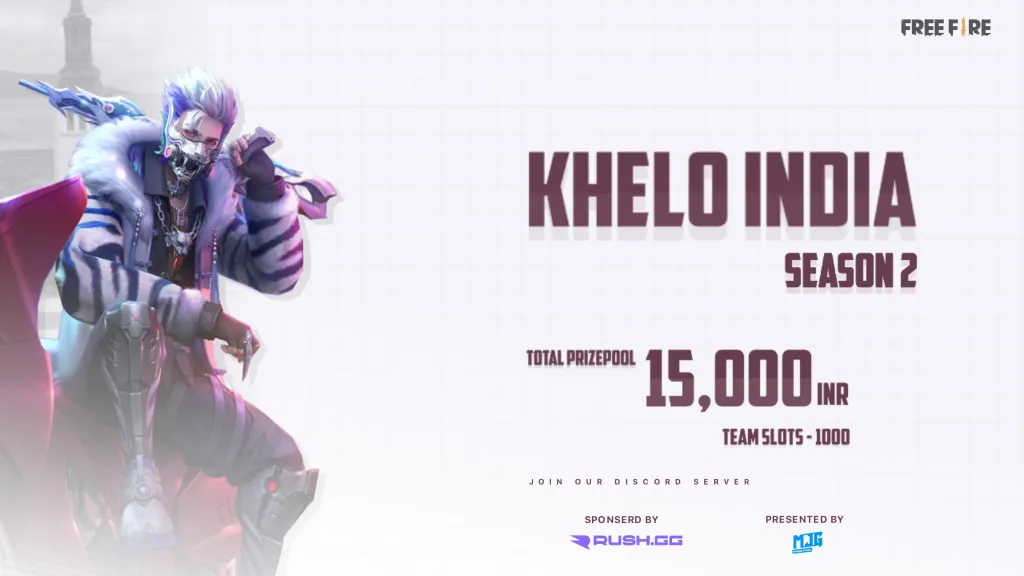 FREE FIRE
KHELO INDIA
SEASON 2
TOTAL PRIZEPOOL 15,000 INR
TEAM SLOTS - 1000
JOIN OUR DISCORD SERVER
SPONSERD BY
RUSH.GG
PRESENTED BY